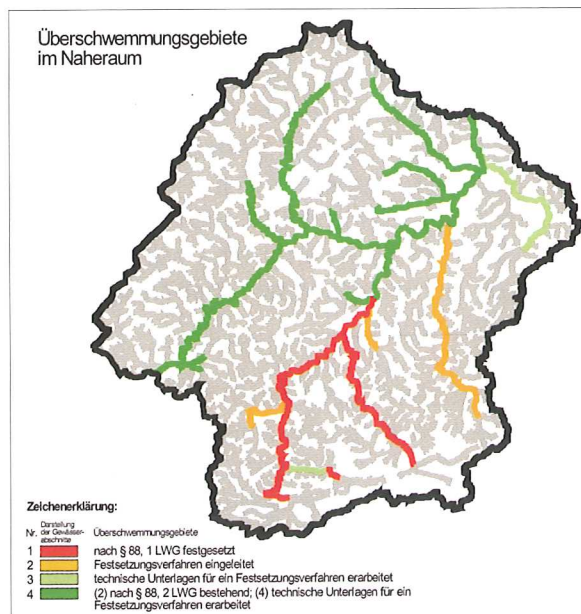 Überschwemmungsgebiete
im Naheraum
Zeichenerklärung:
Nr. Darstellung der Gewässer-abschnitte Überschwemmungsgebiete
1 nach § 88, 1 LWG festgesetzt
2 Festsetzungsverfahren eingeleitet
3 technische Unterlagen für ein Festsetzungsverfahren erarbeitet
4 (2) nach § 88, 2 LWG bestehend; (4) technische Unterlagen für ein
Festsetzungsverfahren erarbeitet